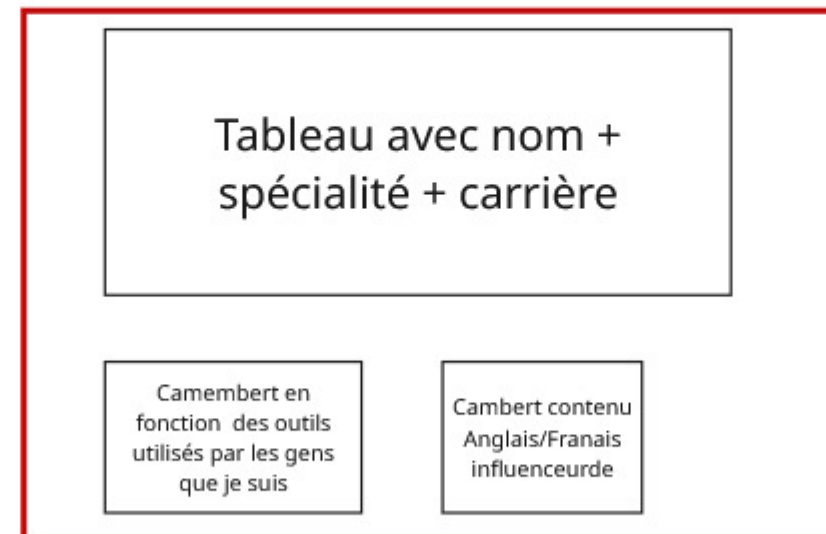 Tableau avec nom +
spécialité + carrière
Camembert en
fonction des outils
utilisés par les gens
que je suis
Cambert contenu
Anglais/Franais
influenceurde